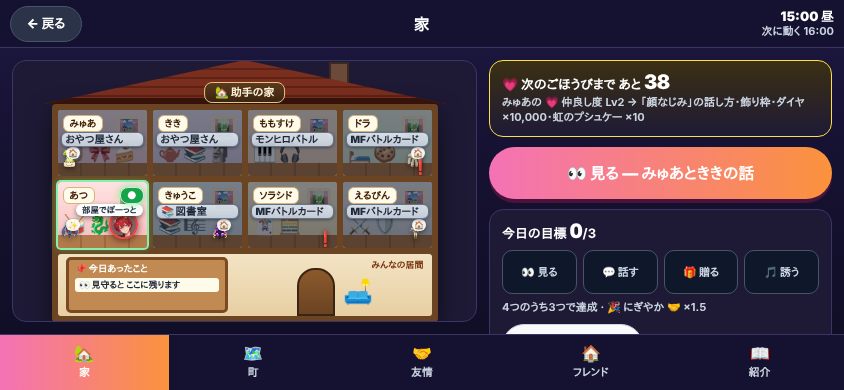 ← 戻る
家
15:00 昼
次に動く 16:00
🏡 助手の家
みゅあ
おやつ屋さん
きき
おやつ屋さん
ももすけ
モンヒロバトル
ドラ
MFバトルカード
あつ
部屋でぼーっと
きゅうこ
📚 図書室
ソラシド
MFバトルカード
えるぴん
MFバトルカード
📌 今日あったこと
👀 見守ると ここに残ります
みんなの居間
💗 次のごほうびまで あと 38
みゅあの 💗 仲良し度 Lv2 → 「顔なじみ」の話し方・飾り枠・ダイヤ
×10,000・虹のプシュケー ×10
👀 見る — みゅあとききの話
今日の目標 0/3
👀 見る
💬 話す
🎁 贈る
🎵 誘う
4つのうち3つで達成 · 🎉 にぎやか 🤝 ×1.5
家
町
友情
フレンド
紹介